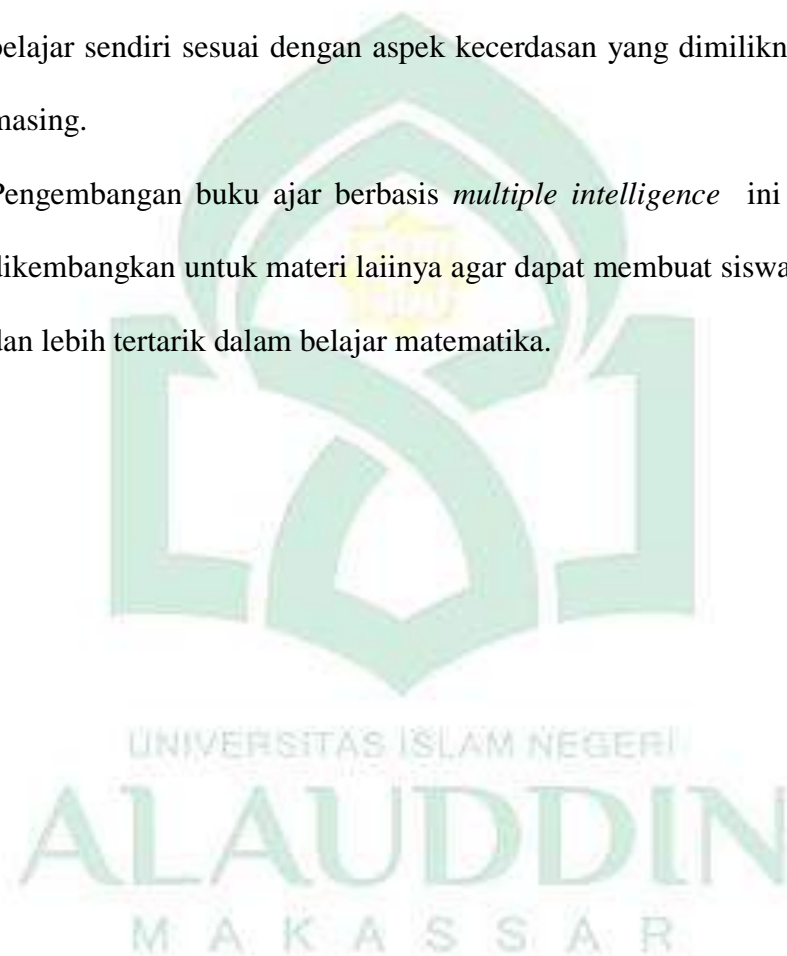 belajar sendiri sesuai dengan aspek kecerdasan yang dimilikn
masing.
Pengembangan buku ajar berbasis multiple intelligence ini
dikembangkan untuk materi laiinya agar dapat membuat siswa
dan lebih tertarik dalam belajar matematika.
UNIVERSITAS ISLAM NEGERI
ALAUDDIN
MAKASSAR